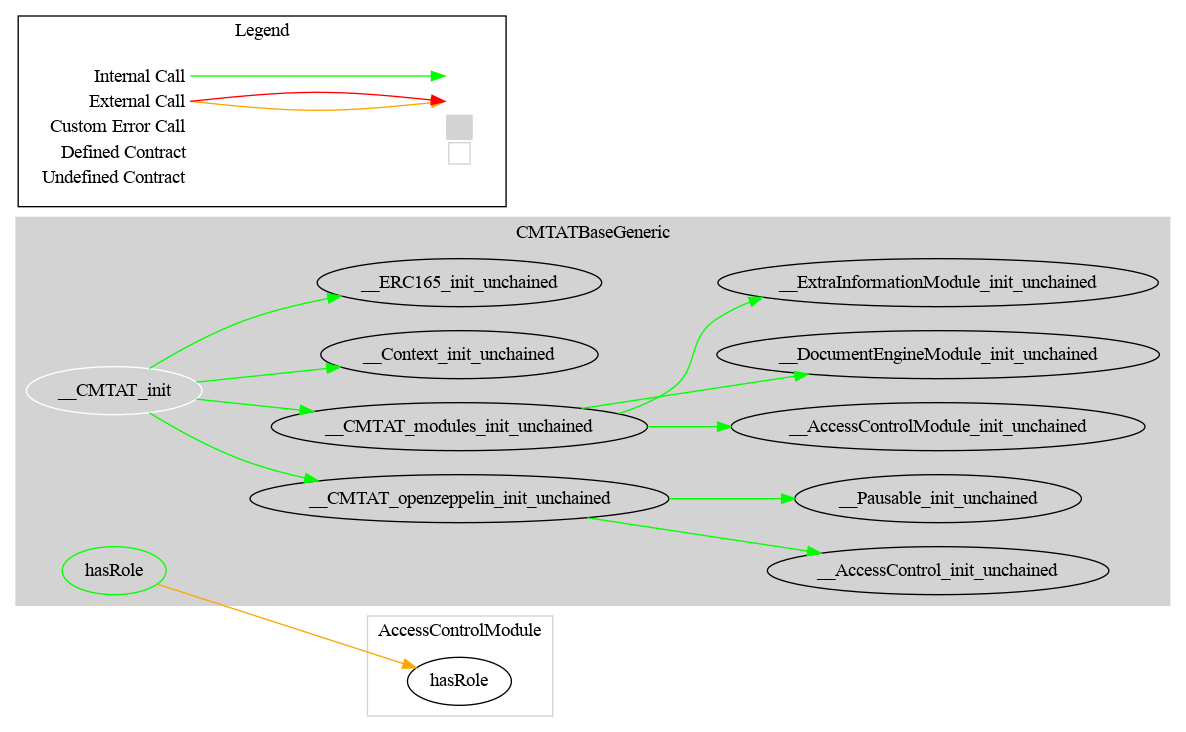 Legend
Internal Call
External Call
Custom Error Call
Defined Contract
Undefined Contract
CMTATBaseGeneric
__CMTAT_init
__ERC165_init_unchained
__Context_init_unchained
__CMTAT_modules_init_unchained
__CMTAT_openzeppelin_init_unchained
__ExtraInformationModule_init_unchained
__DocumentEngineModule_init_unchained
__AccessControlModule_init_unchained
__Pausable_init_unchained
__AccessControl_init_unchained
hasRole
AccessControlModule
hasRole